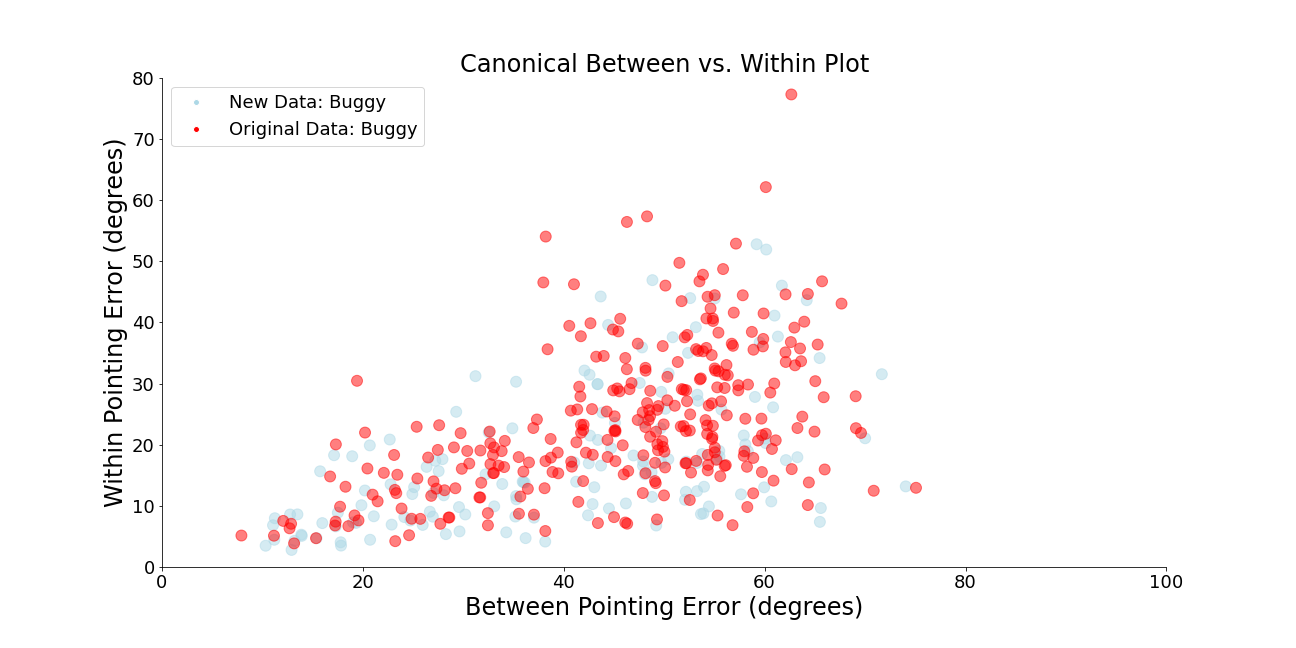 Canonical Between vs. Within Plot
New Data: Buggy
Original Data: Buggy
Within Pointing Error (degrees)
80
70
60
50
40
30
20
10
0
0 20 40 60 80 100
Between Pointing Error (degrees)